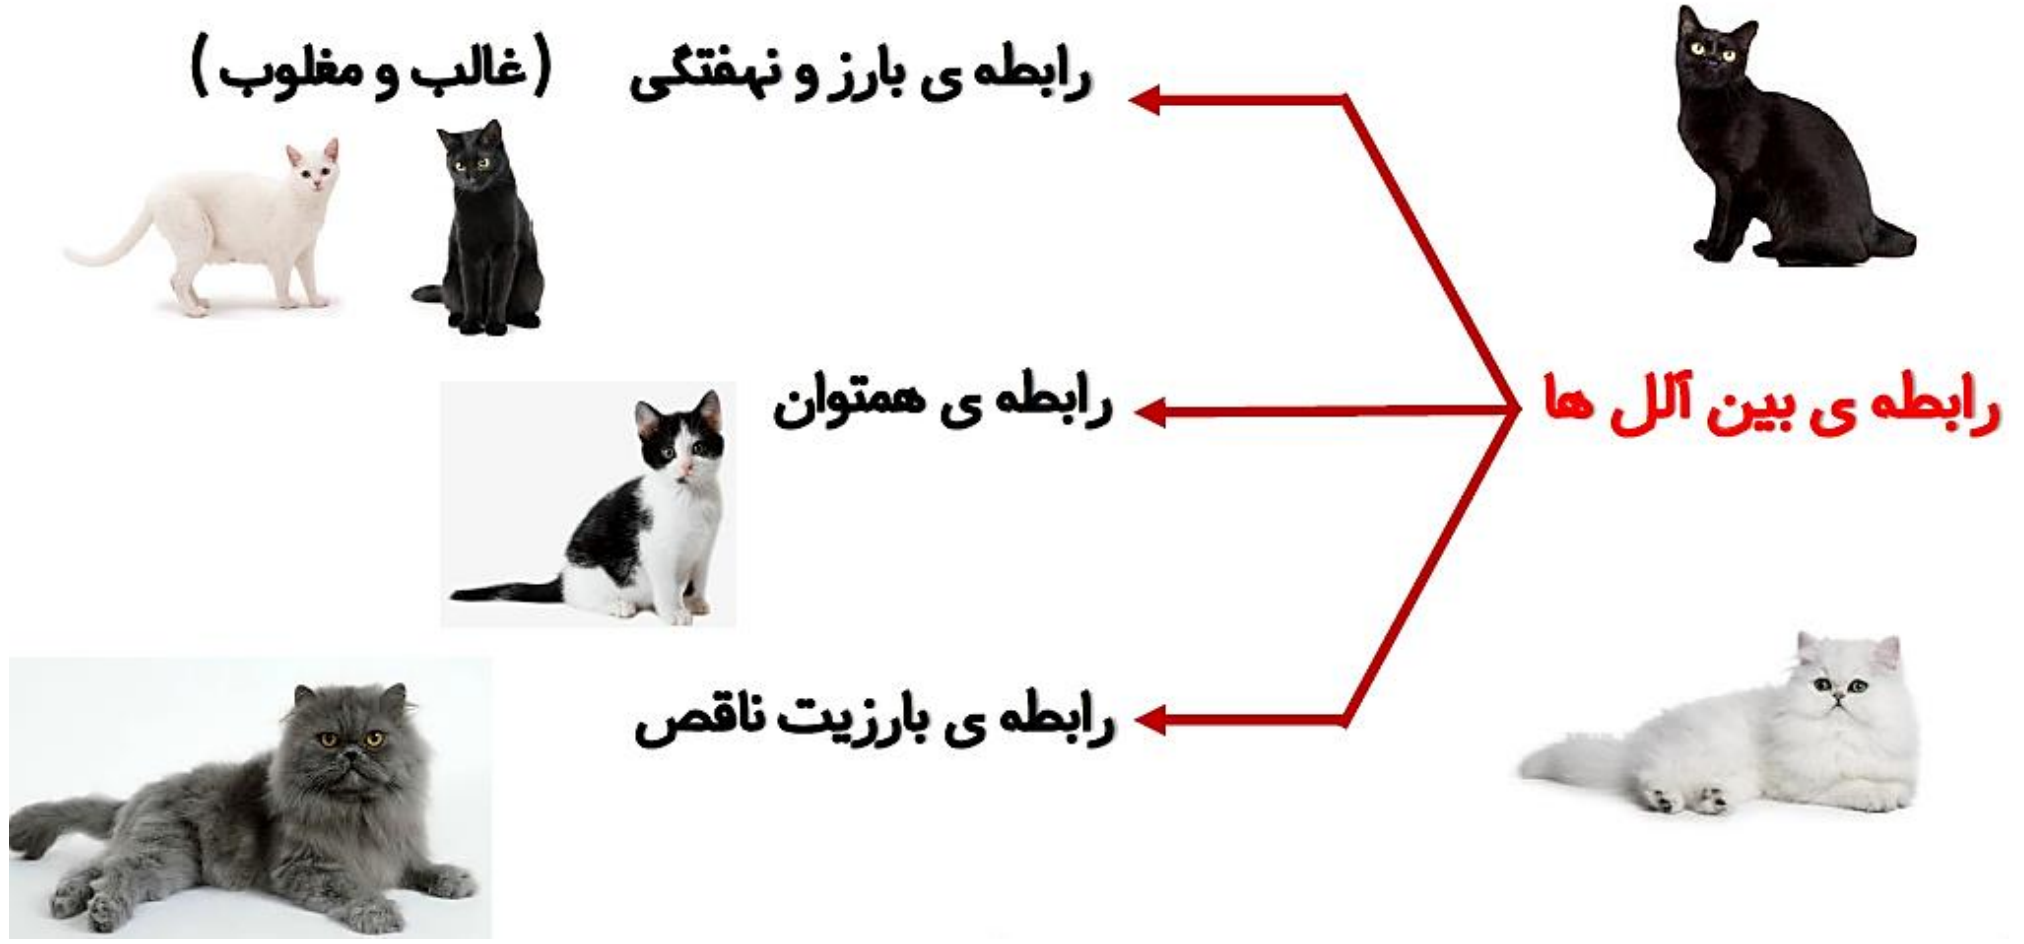 رابطه ی بین آلل ها
رابطه ی بارز و نهفتگی (غالب و مغلوب)
رابطه ی همتوان
رابطه ی بارزیت ناقص